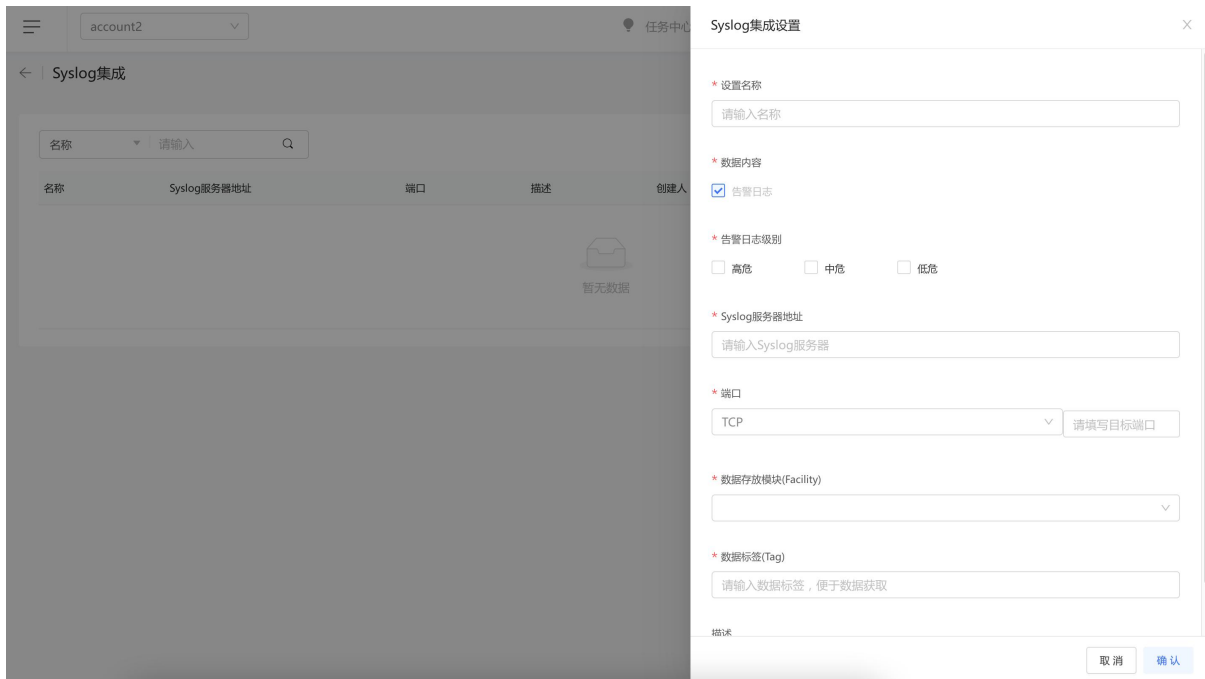 account2
任务中心
Syslog集成
名称 请输入
名称 Syslog服务器地址 端口 描述 创建人
暂无数据
Syslog集成设置
* 设置名称
请输入名称
* 数据内容
告警日志
* 告警日志级别
高危 中危 低危
* Syslog服务器地址
请输入Syslog服务器
* 端口
TCP 请填写目标端口
* 数据存放模块(Facility)
* 数据标签(Tag)
请输入数据标签，便于数据获取
描述
取 消 确 认